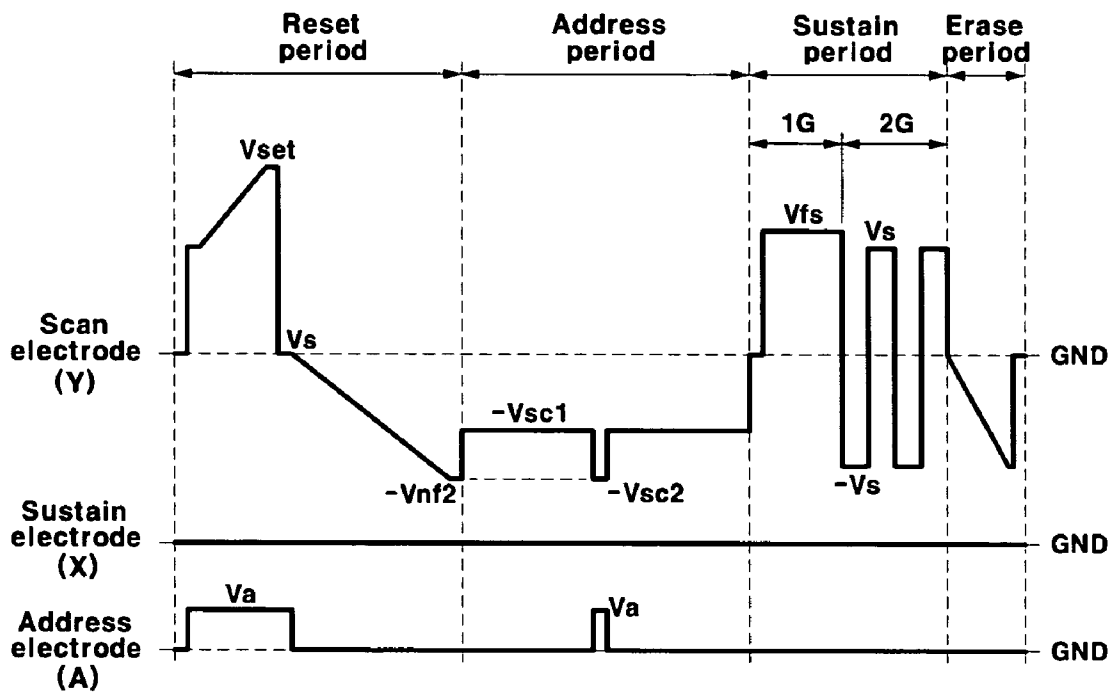 Reset period
Address period
Sustain period
Erase period
1G
2G
Vset
Vfs
Vs
Vs
Scan electrode (Y)
GND
-Vsc1
-Vnf2
-Vsc2
-Vs
Sustain electrode (X)
GND
Va
Va
Address electrode (A)
GND